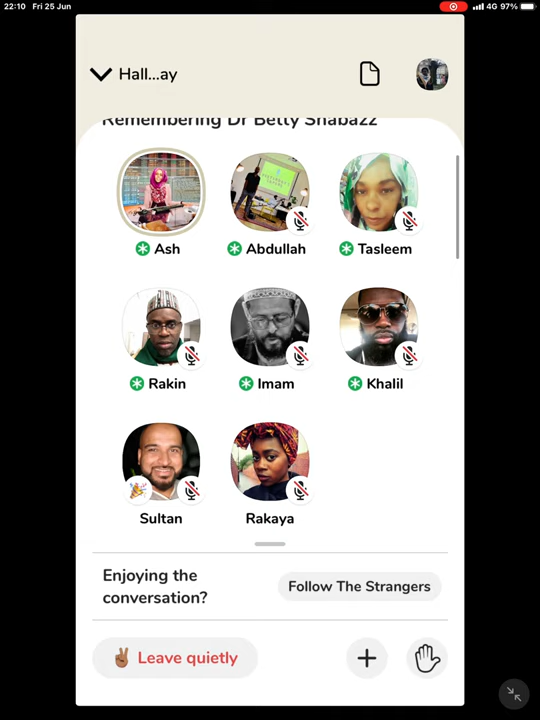 22:10 Fri 25 Jun 4G 97%
Hall...ay
Remembering Dr Betty Shabazz
Ash Abdullah Tasleem
Rakin Imam Khalil
Sultan Rakaya
Enjoying the
conversation?
Follow The Strangers
Leave quietly